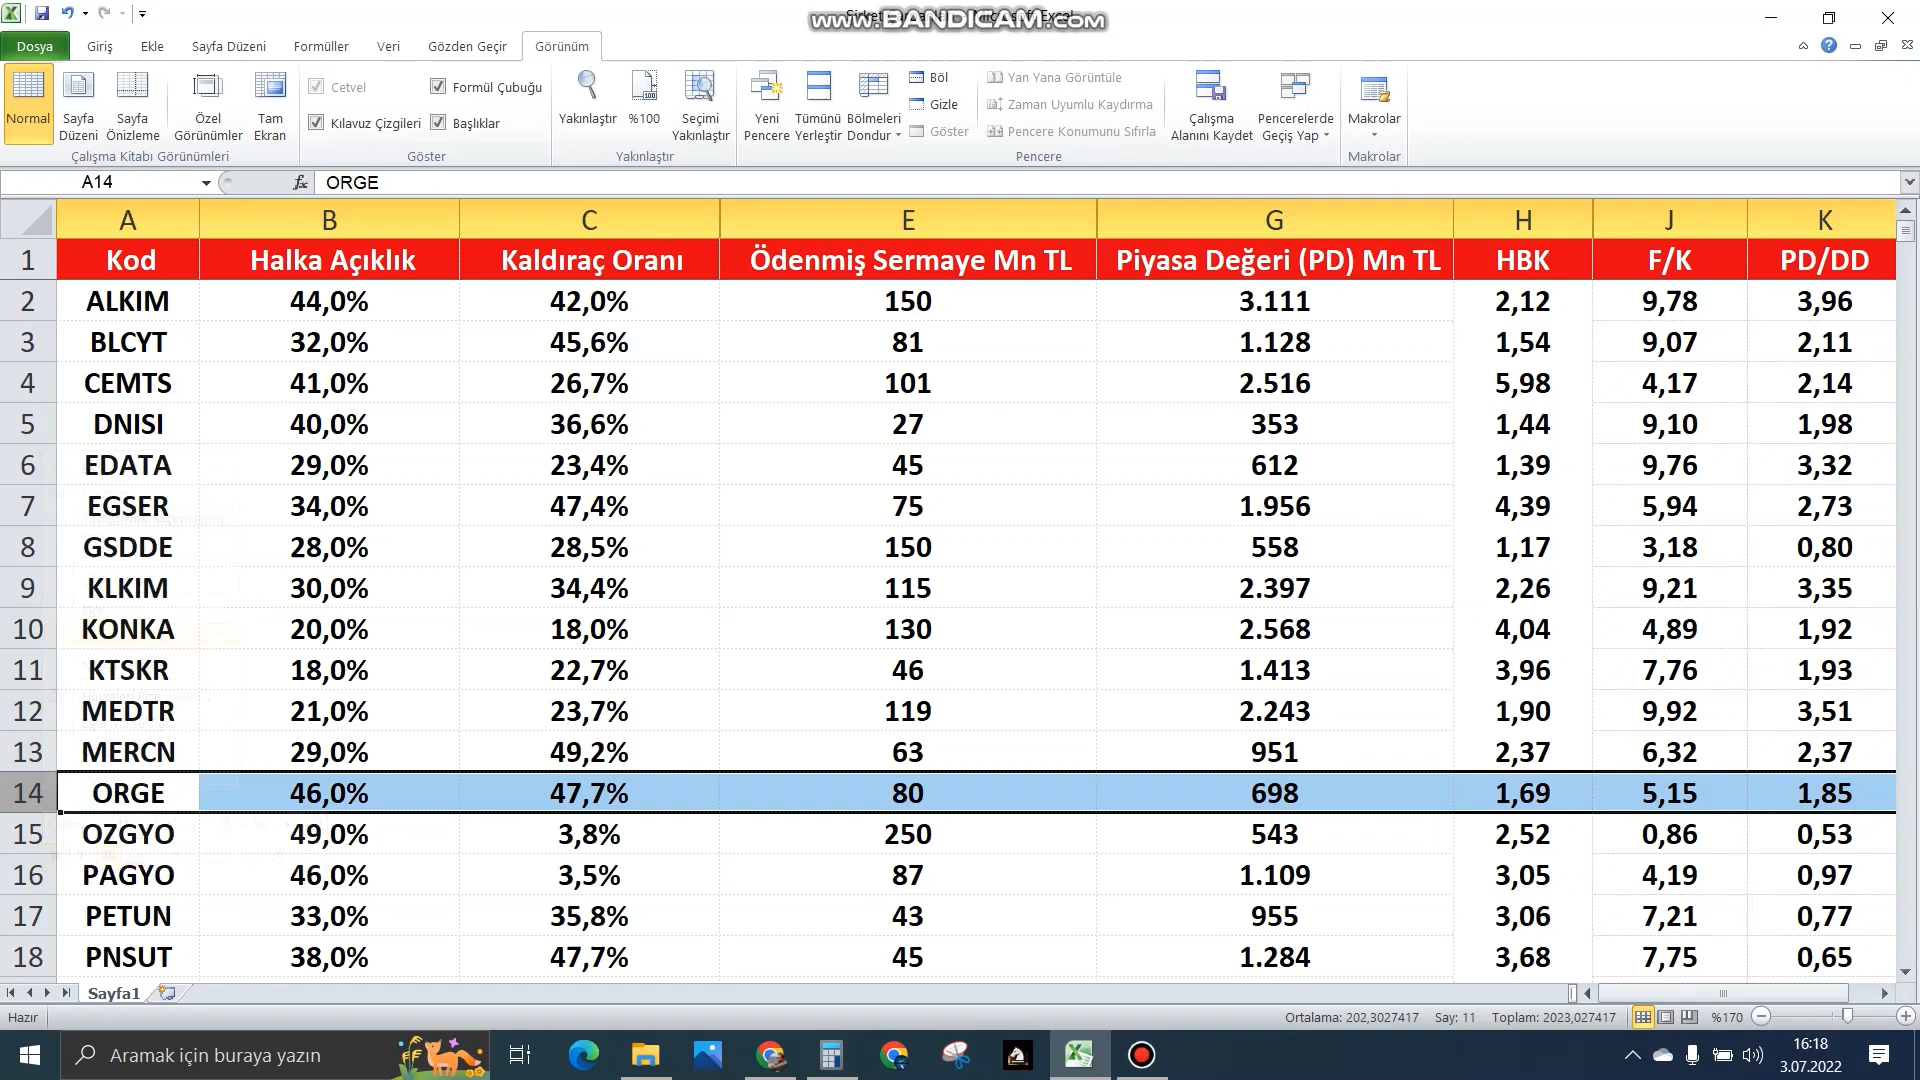 www.BANDICAM.com
Dosya Giriş Ekle Sayfa Düzeni Formüller Veri Gözden Geçir Görünüm
Normal
Sayfa Düzeni
Sayfa Önizleme
Özel Görünümler
Tam Ekran
Çalışma Kitabı Görünümleri
Cetvel
Formül Çubuğu
Kılavuz Çizgileri
Başlıklar
Göster
Yakınlaştır
%100
Seçimi Yakınlaştır
Yakınlaştır
Yeni Pencere
Tümünü Yerleştir
Bölmeleri Dondur
Böl
Gizle
Göster
Yan Yana Görüntüle
Zaman Uyumlu Kaydırma
Pencere Konumunu Sıfırla
Pencere
Çalışma Alanını Kaydet
Pencerelerde Geçiş Yap
Makrolar
Makrolar
A14 fx ORGE
A B C E G H J K
1 Kod Halka Açıklık Kaldıraç Oranı Ödenmiş Sermaye Mn TL Piyasa Değeri (PD) Mn TL HBK F/K PD/DD
2 ALKIM 44,0% 42,0% 150 3.111 2,12 9,78 3,96
3 BLCYT 32,0% 45,6% 81 1.128 1,54 9,07 2,11
4 CEMTS 41,0% 26,7% 101 2.516 5,98 4,17 2,14
5 DNISI 40,0% 36,6% 27 353 1,44 9,10 1,98
6 EDATA 29,0% 23,4% 45 612 1,39 9,76 3,32
7 EGSER 34,0% 47,4% 75 1.956 4,39 5,94 2,73
8 GSDDE 28,0% 28,5% 150 558 1,17 3,18 0,80
9 KLKIM 30,0% 34,4% 115 2.397 2,26 9,21 3,35
10 KONKA 20,0% 18,0% 130 2.568 4,04 4,89 1,92
11 KTSKR 18,0% 22,7% 46 1.413 3,96 7,76 1,93
12 MEDTR 21,0% 23,7% 119 2.243 1,90 9,92 3,51
13 MERCN 29,0% 49,2% 63 951 2,37 6,32 2,37
14 ORGE 46,0% 47,7% 80 698 1,69 5,15 1,85
15 OZGYO 49,0% 3,8% 250 543 2,52 0,86 0,53
16 PAGYO 46,0% 3,5% 87 1.109 3,05 4,19 0,97
17 PETUN 33,0% 35,8% 43 955 3,06 7,21 0,77
18 PNSUT 38,0% 47,7% 45 1.284 3,68 7,75 0,65
Sayfa1
Hazır Ortalama: 202,3027417 Say: 11 Toplam: 2023,027417 %170
Aramak için buraya yazın
16:18
3.07.2022